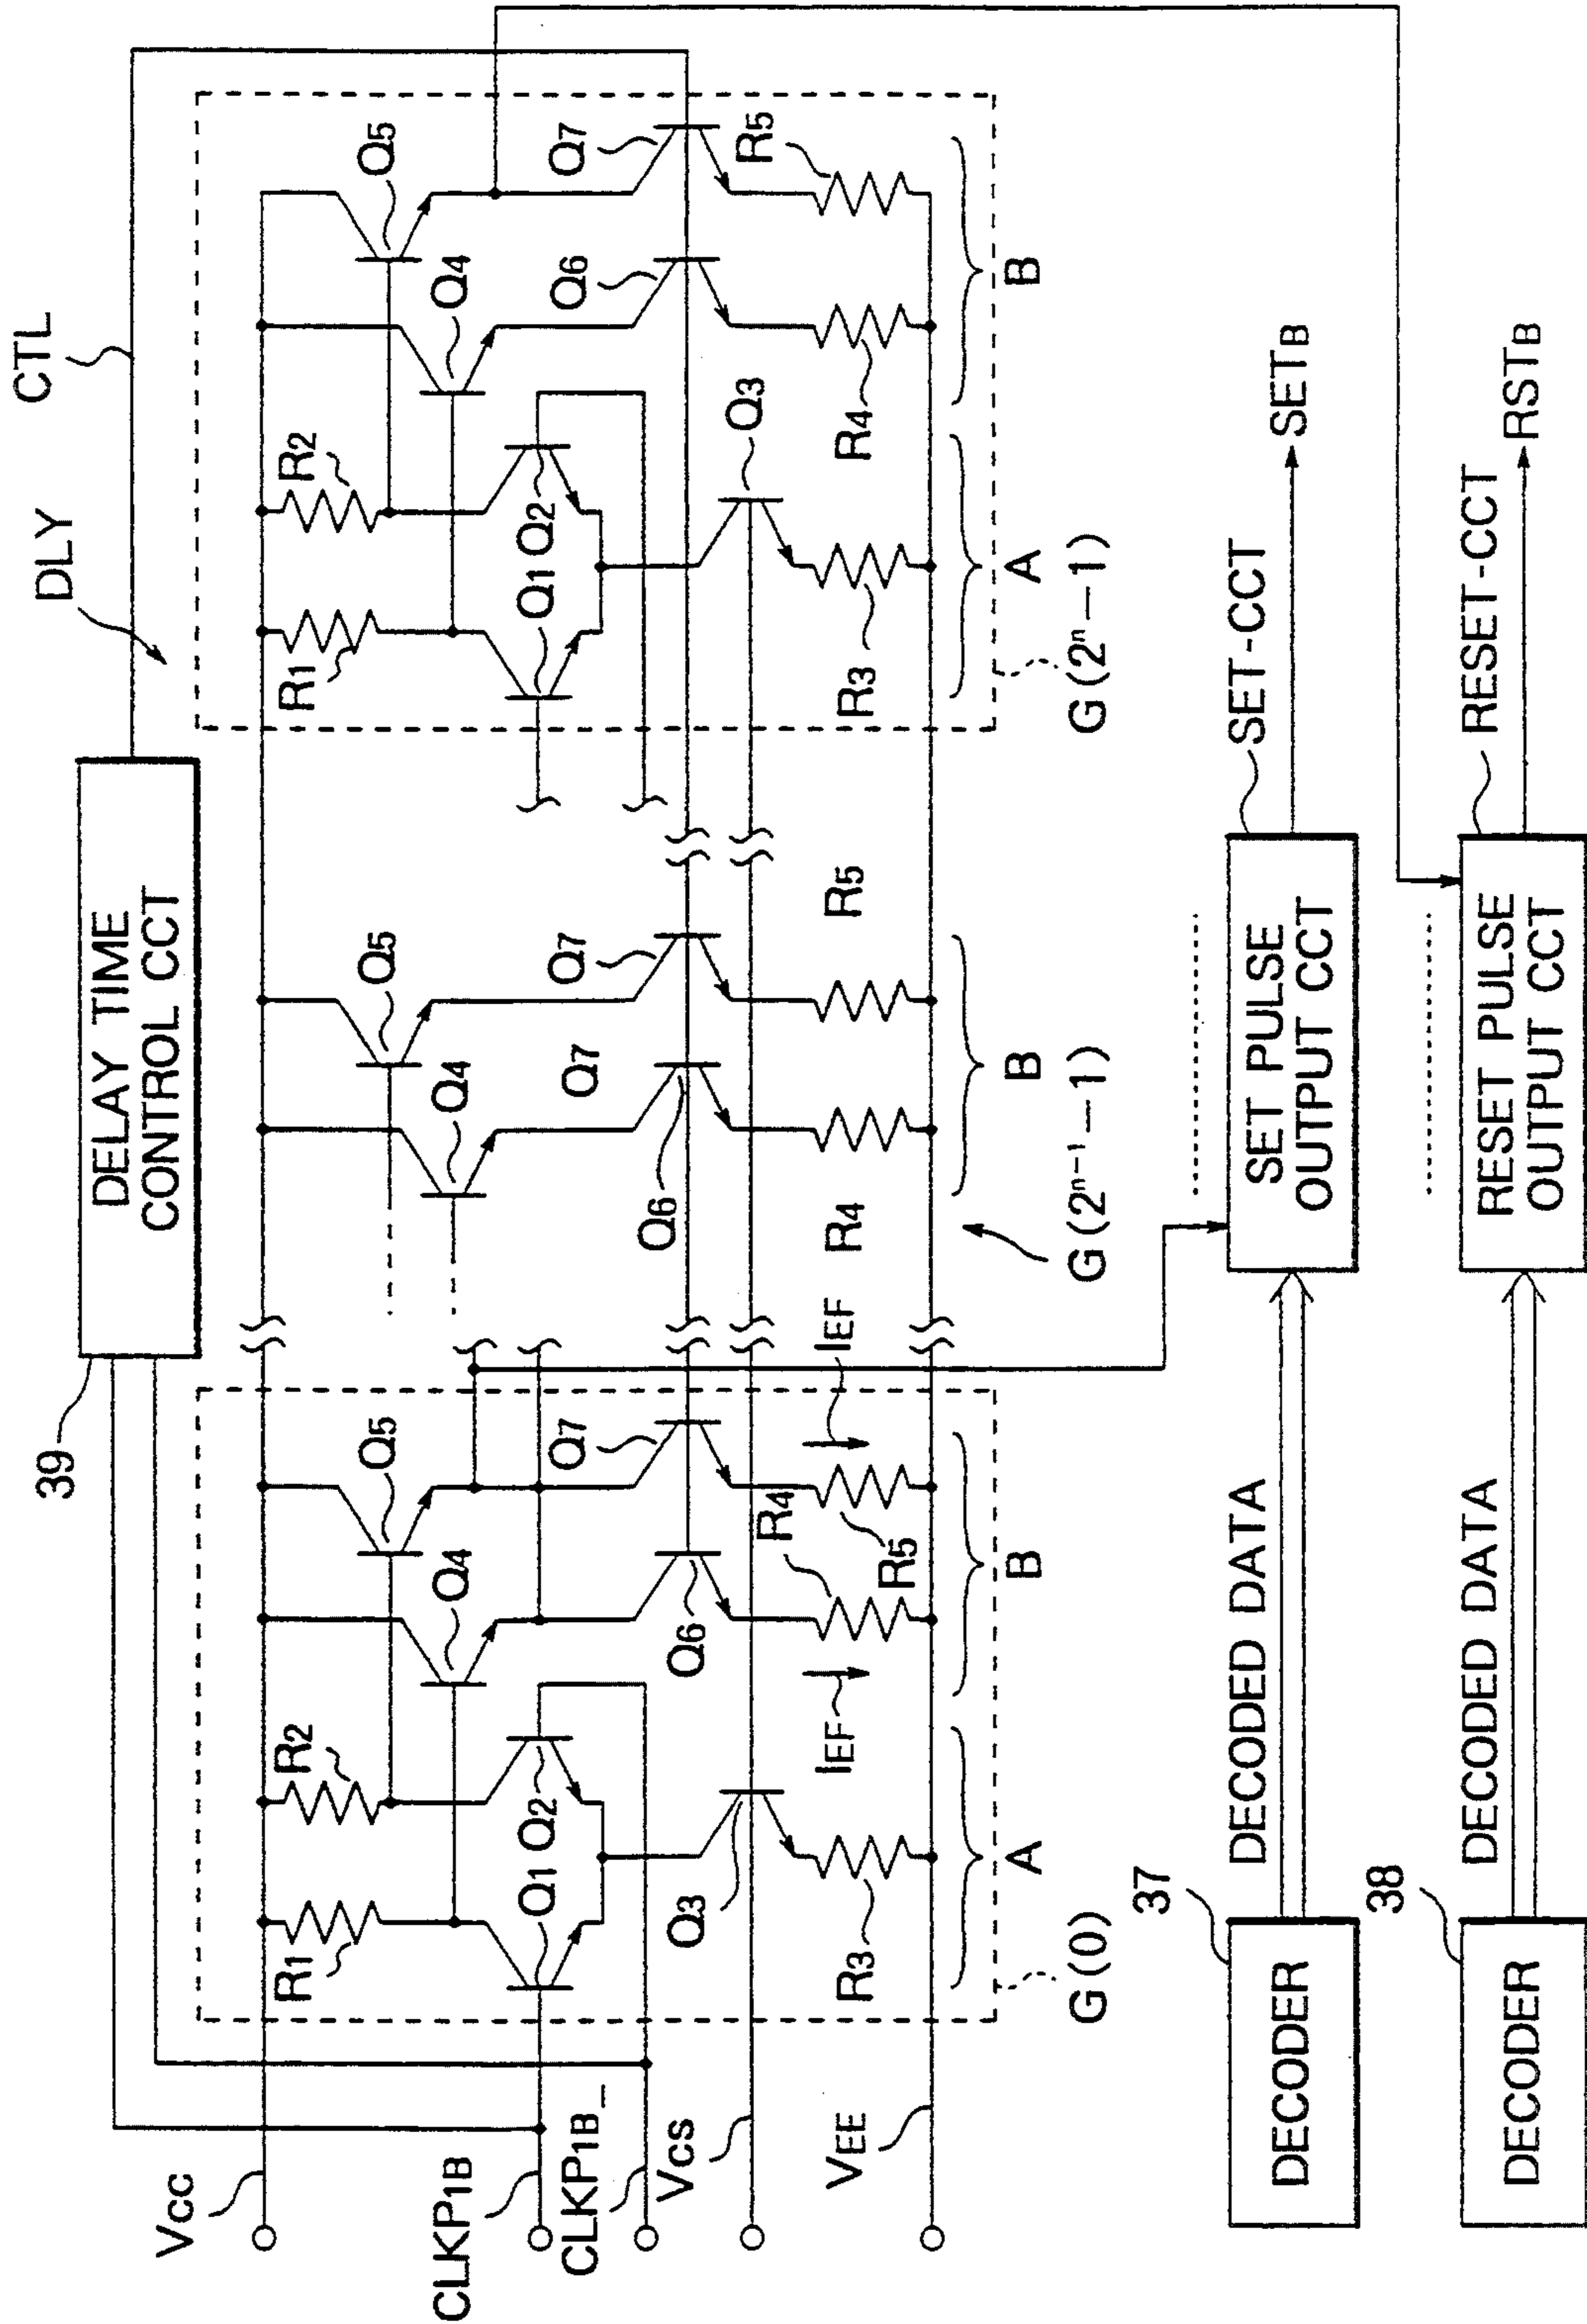 39
DELAY TIME
CONTROL CCT
DLY
CTL
Vcc
CLKP1B
CLKP1B_
Vcs
VEE
R1
R2
Q1
Q2
Q3
R3
Q4
Q5
Q6
Q7
R4
R5
IEF
IEF
A
B
G(0)
Q4
Q5
Q7
Q7
Q6
R4
R5
B
G(2ⁿ⁻¹—1)
R1
R2
Q1
Q2
Q3
R3
Q4
Q5
Q6
Q7
R4
R5
A
B
G(2ⁿ—1)
37
DECODER
DECODED DATA
SET PULSE
OUTPUT CCT
SET-CCT
SETB
38
DECODER
DECODED DATA
RESET PULSE
OUTPUT CCT
RESET-CCT
RSTB